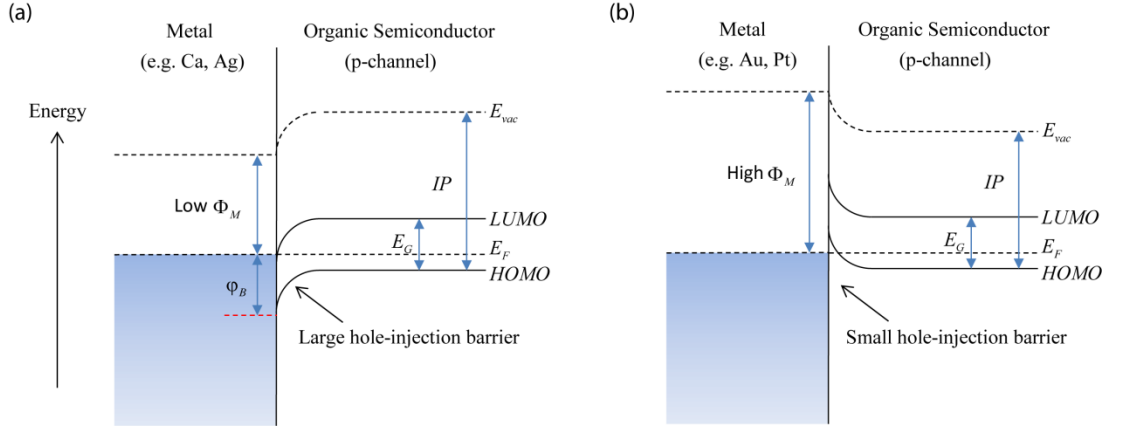 (a)
Metal
(e.g. Ca, Ag)
Organic Semiconductor
(p-channel)
Energy
E_vac
Low Φ_M
IP
LUMO
E_G
E_F
HOMO
φ_B
Large hole-injection barrier
(b)
Metal
(e.g. Au, Pt)
Organic Semiconductor
(p-channel)
E_vac
High Φ_M
IP
LUMO
E_G
E_F
HOMO
Small hole-injection barrier